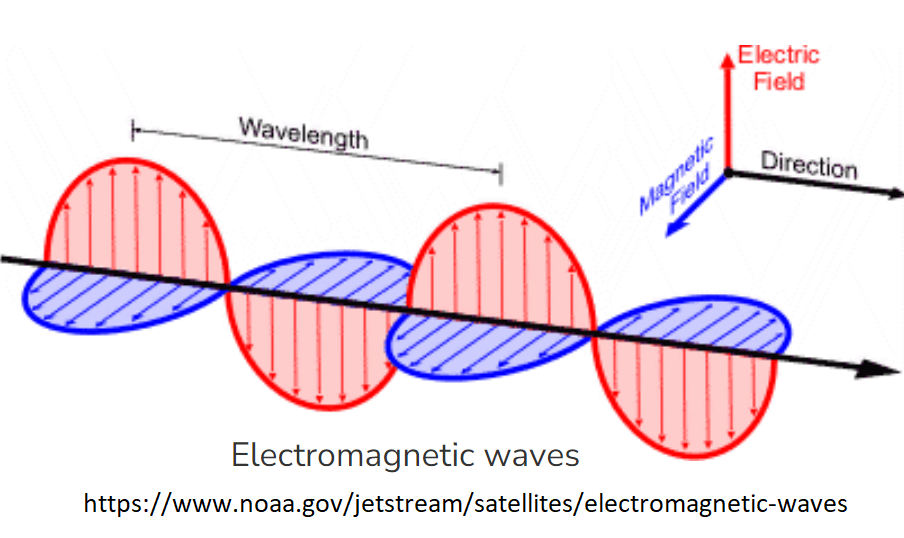 Electric
Field
Wavelength
Magnetic
Field
Direction
Electromagnetic waves
https://www.noaa.gov/jetstream/satellites/electromagnetic-waves